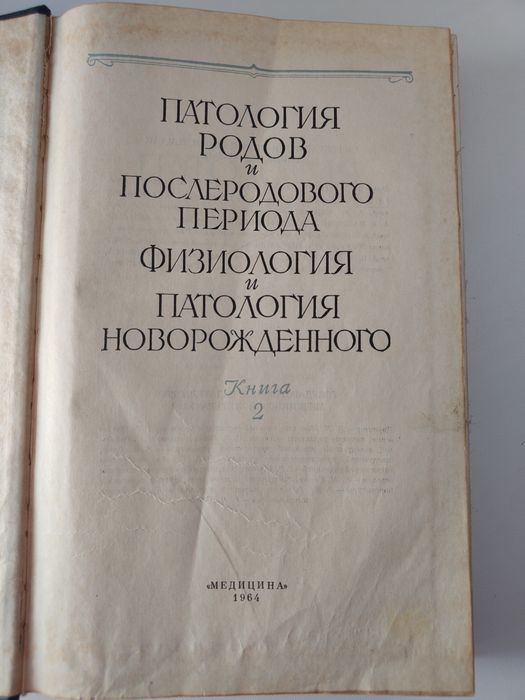 ПАТОЛОГИЯ
РОДОВ
и
ПОСЛЕРОДОВОГО
ПЕРИОДА
ФИЗИОЛОГИЯ
и
ПАТОЛОГИЯ
НОВОРОЖДЕННОГО
Книга
2
«МЕДИЦИНА»
1964